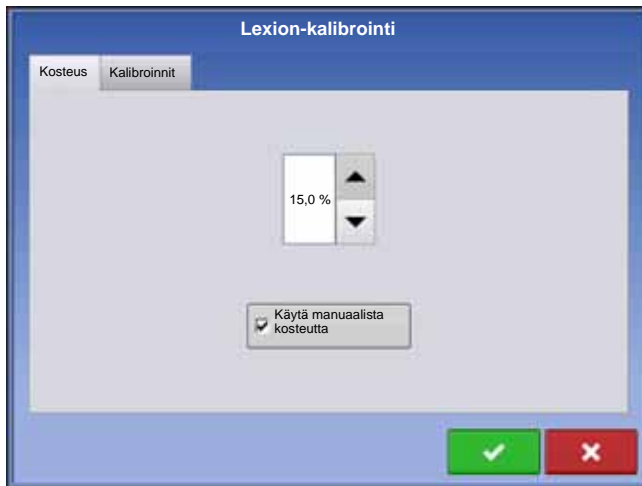 Lexion-kalibrointi
Kosteus
Kalibroinnit
15,0 %
Käytä manuaalista
kosteutta